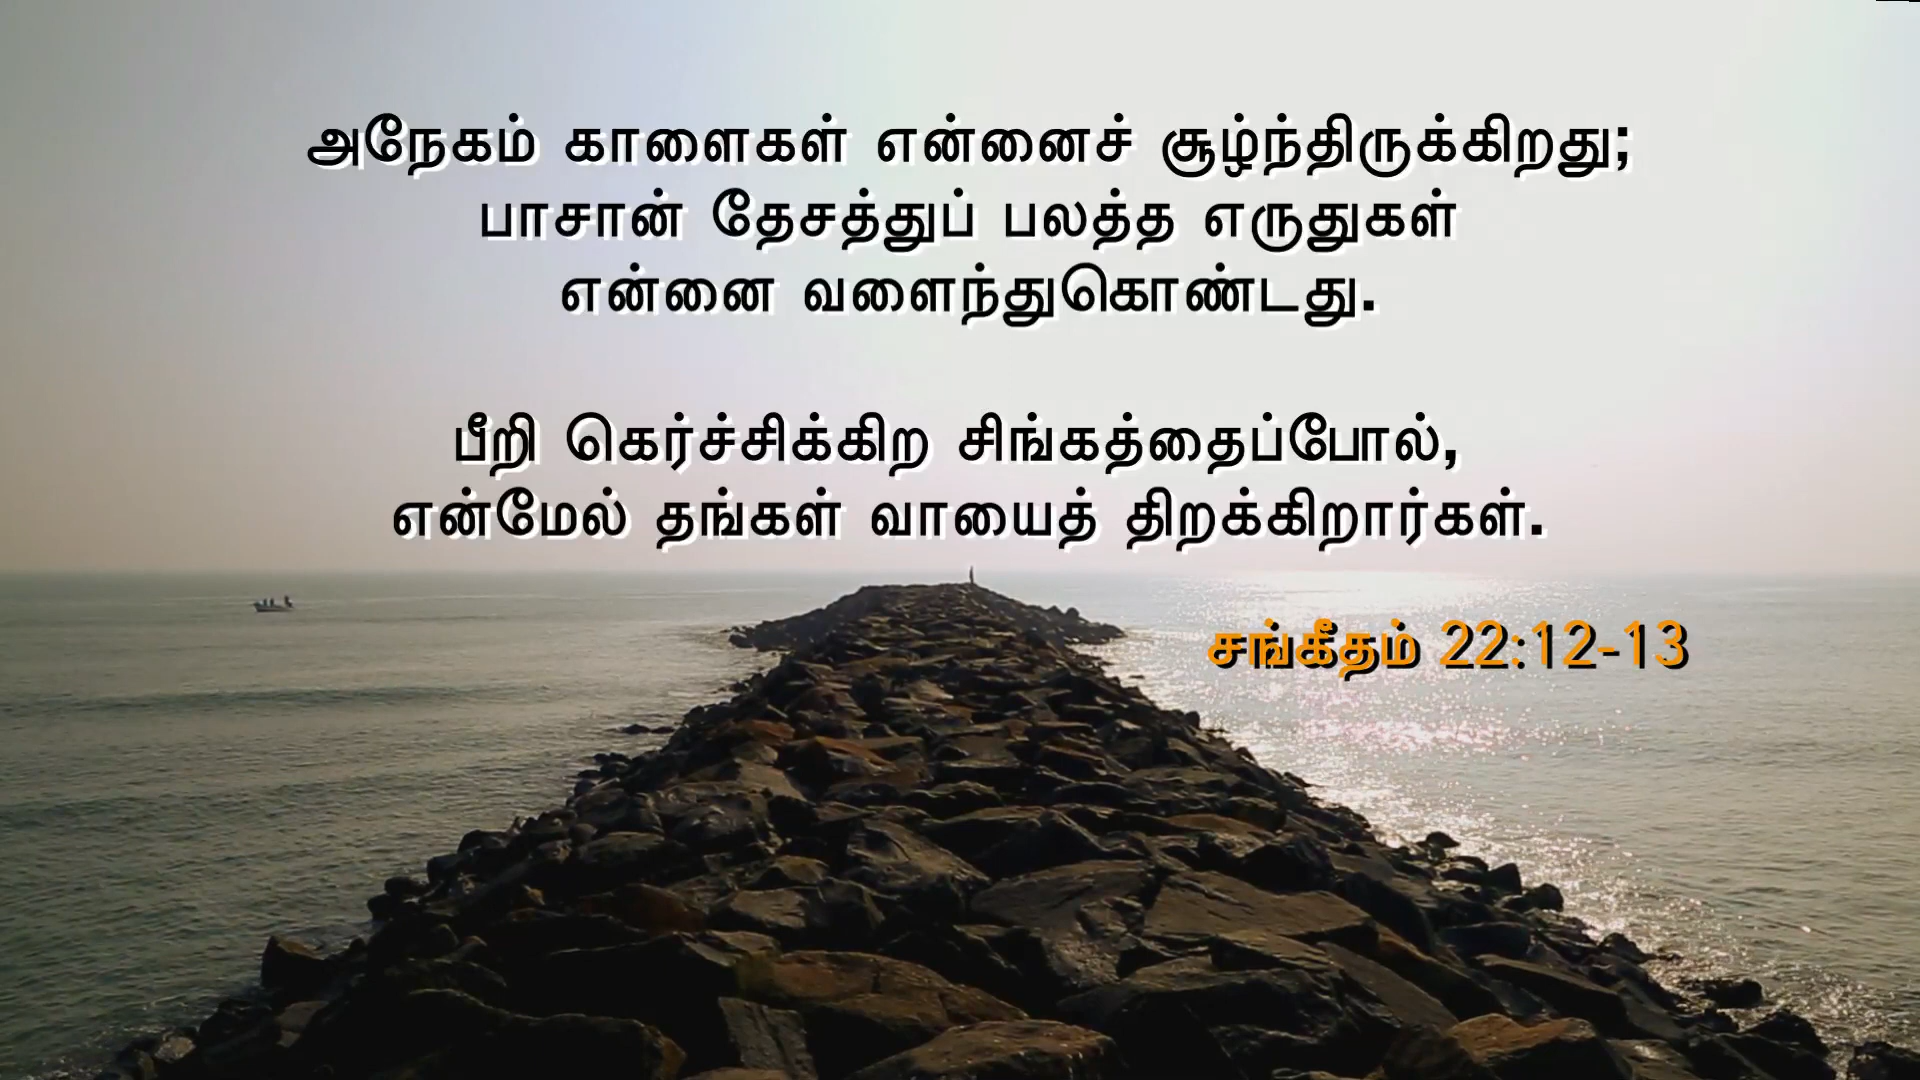 அநேகம் காளைகள் என்னைச் சூழ்ந்திருக்கிறது;
பாசான் தேசத்துப் பலத்த எருதுகள்
என்னை வளைந்துகொண்டது.
பீறி கெர்ச்சிக்கிற சிங்கத்தைப்போல்,
என்மேல் தங்கள் வாயைத் திறக்கிறார்கள்.
சங்கீதம் 22:12-13